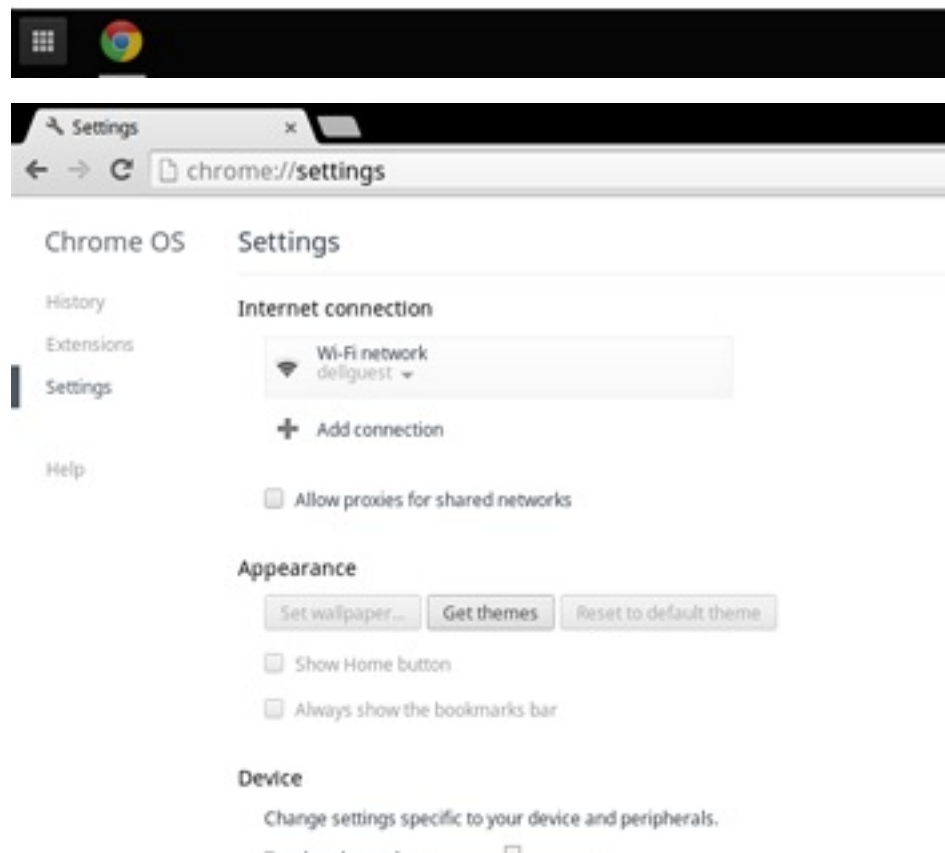 Settings
chrome://settings
Chrome OS
Settings
History
Extensions
Settings
Help
Internet connection
Wi-Fi network
dellguest
Add connection
Allow proxies for shared networks
Appearance
Set wallpaper...
Get themes
Reset to default theme
Show Home button
Always show the bookmarks bar
Device
Change settings specific to your device and peripherals.